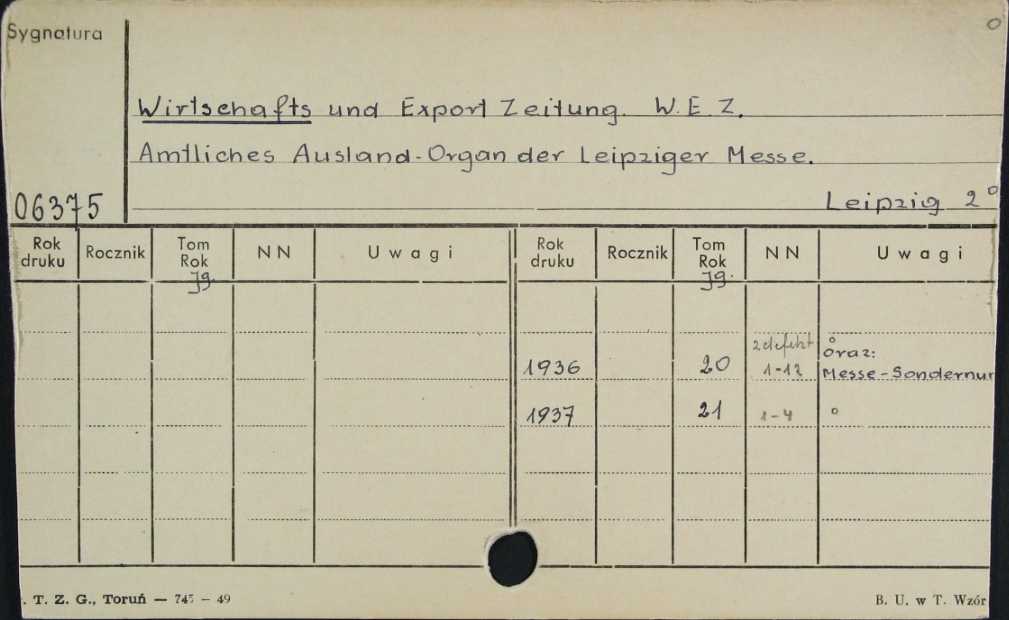 Sygnatura
Wirtschafts und Export Zeitung. W. E. Z.
Amtliches Ausland-Organ der Leipziger Messe.
06375
Leipzig 2°
Rok druku Rocznik Tom Rok Jg. NN Uwagi Rok druku Rocznik Tom Rok Jg. NN Uwagi
2 defekt
oraz:
1936 20 1-12 Messe-Sondernur
1937 21 1-4 °
. T. Z. G., Toruń — 745 — 49
B. U. w T. Wzór